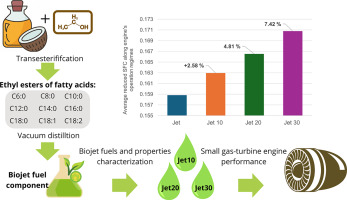 +
H₃C
H
C
CH₃
OH
Transesterififcation
Ethyl esters of fatty acids:
C6:0 C8:0 C10:0
C12:0 C14:0 C16:0
C18:0 C18:1 C18:2
Vacuum distilltion
Biojet fuel
component
Average reduced SFC along engine's
operation regimes
0.173
0.171
0.169
0.167
0.165
0.163
0.161
0.159
0.157
0.155
+2.58 %
4.81 %
7.42 %
Jet Jet 10 Jet 20 Jet 30
Biojet fuels and properties
characterization
Jet10
Jet20 Jet30
Small gas-turbine engine
performance